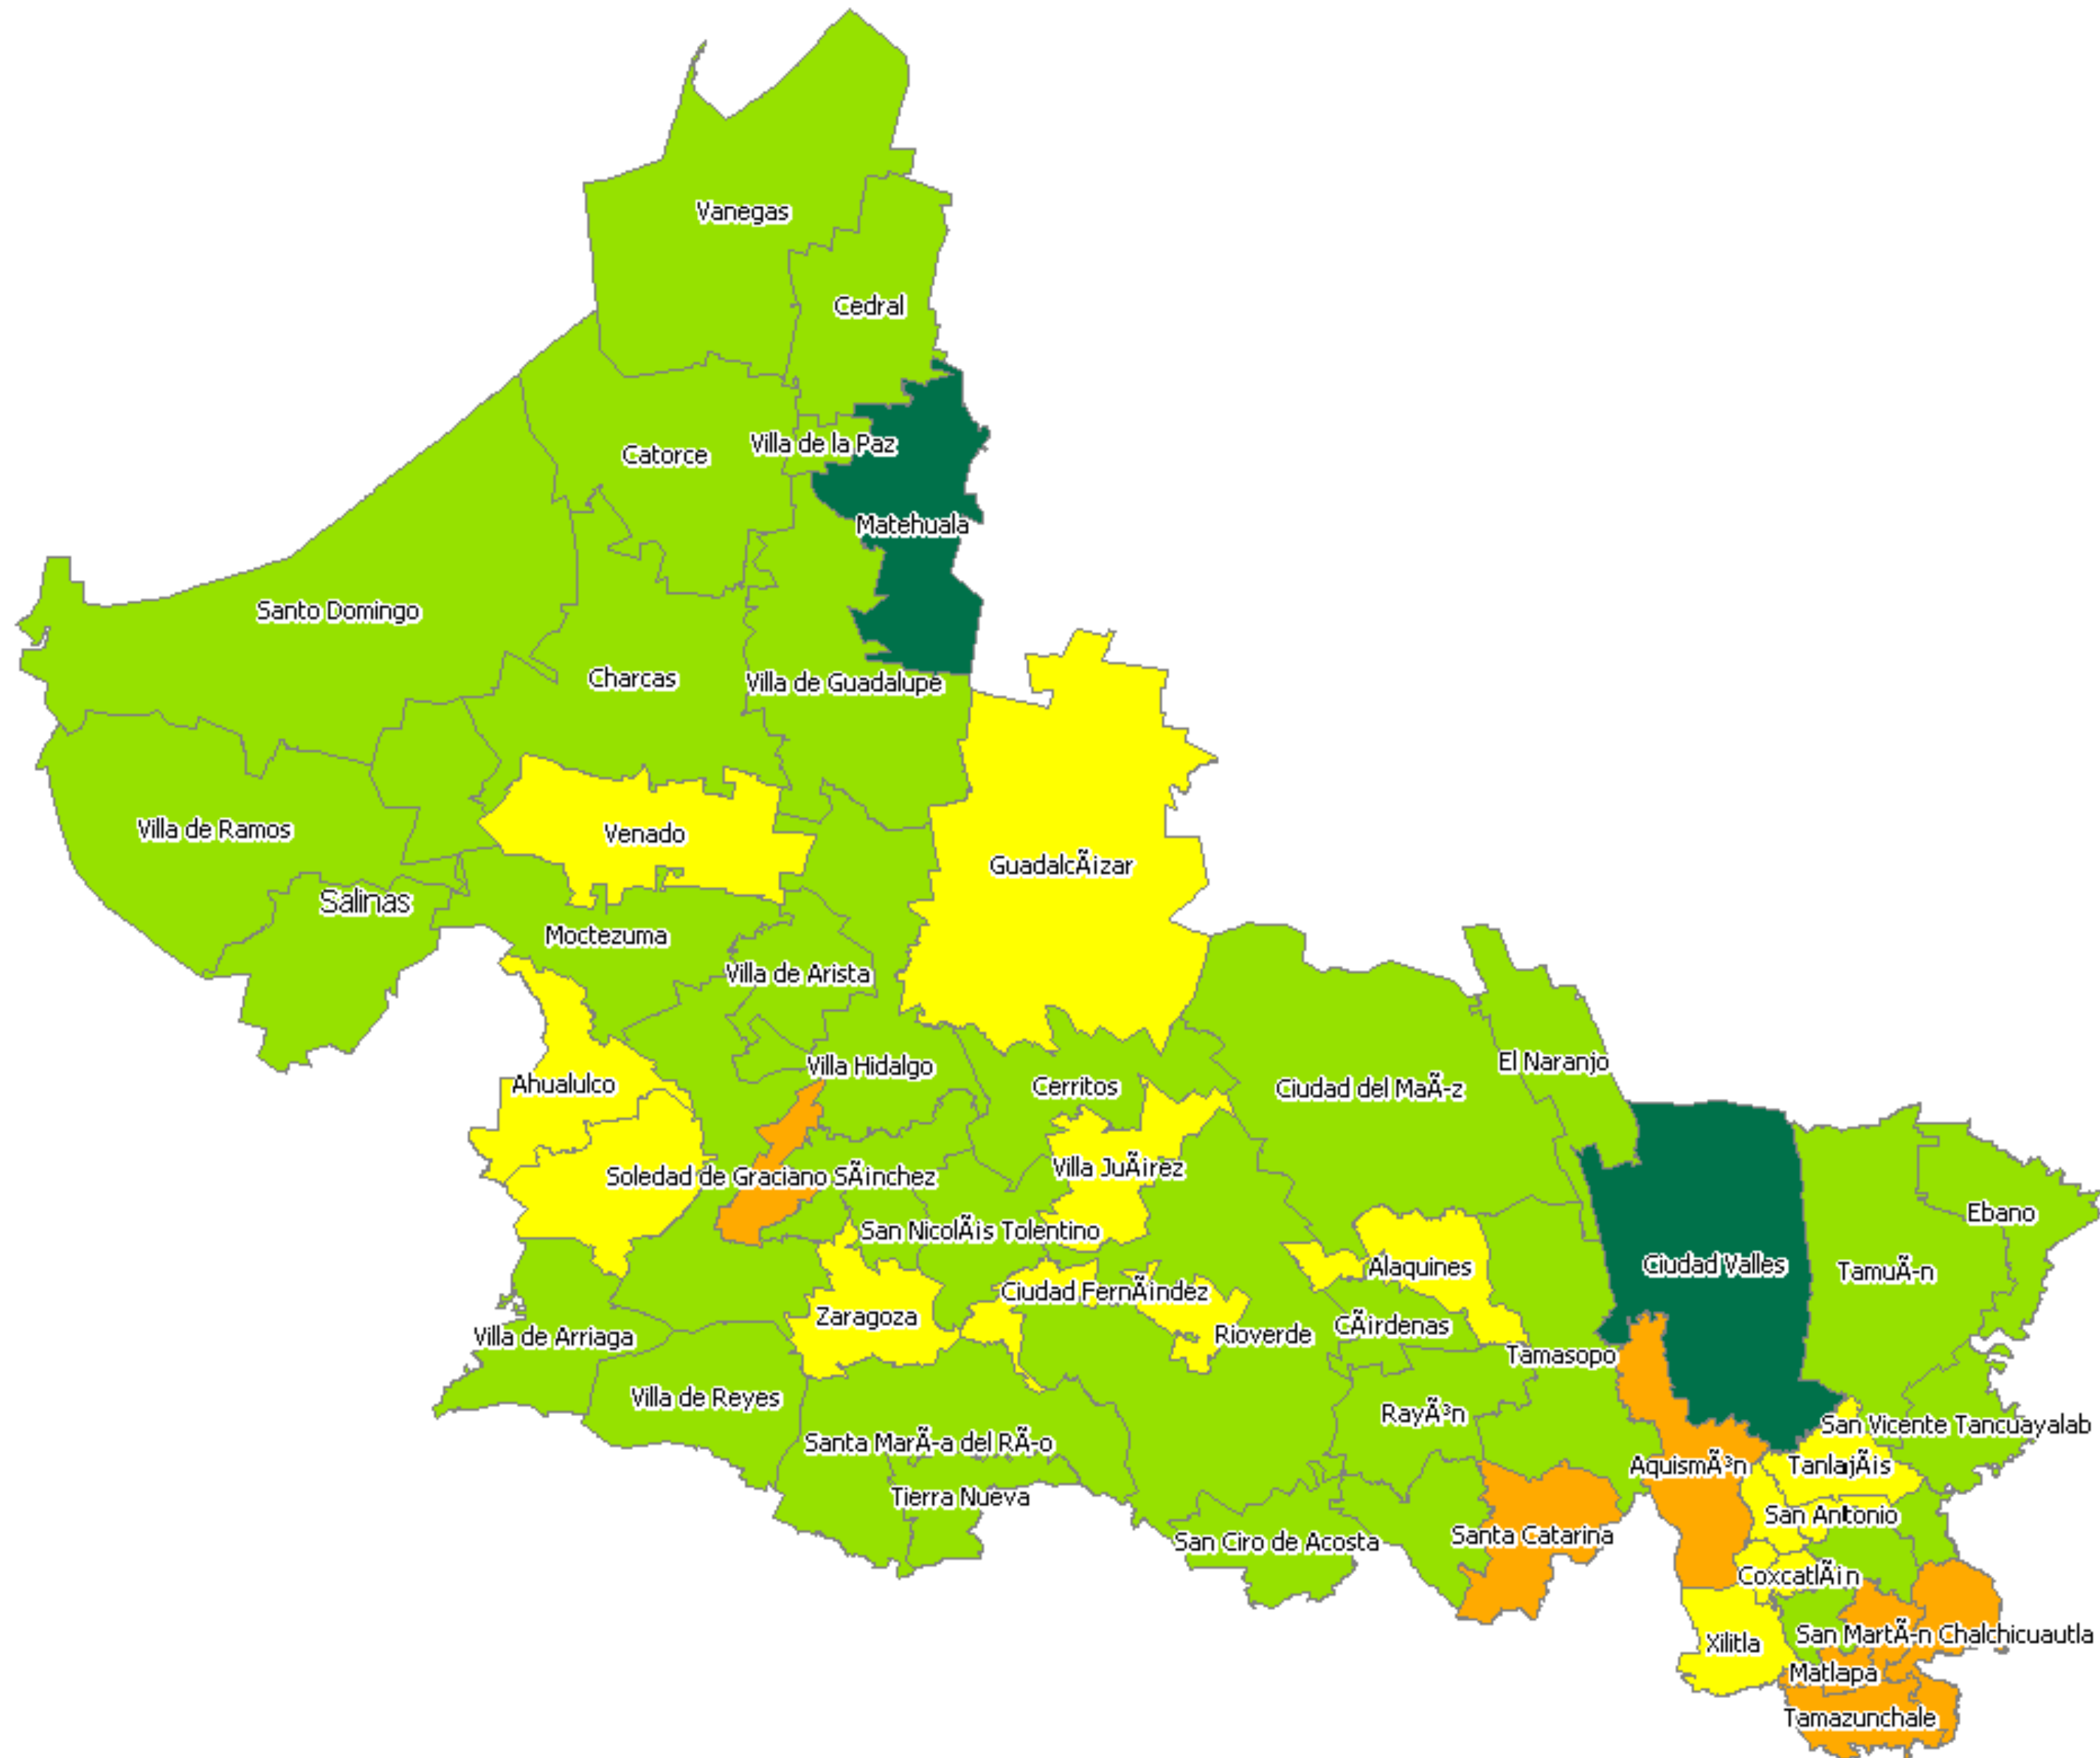 Vanegas
Cedral
Villa de la Paz
Catorce
Matehuala
Santo Domingo
Charcas
Villa de Guadalupe
Villa de Ramos
Venado
GuadalcÃizar
Salinas
Moctezuma
Villa de Arista
El Naranjo
Villa Hidalgo
Ahualulco
Cerritos
Ciudad del MaÃ-z
Villa JuÃirez
Soledad de Graciano SÃinchez
Ebano
San NicolÃis Tolentino
Alaquines
Ciudad Valles
TamuÃ-n
Ciudad FernÃindez
Zaragoza
CÃirdenas
Rioverde
Villa de Arriaga
Tamasopo
Villa de Reyes
RayÃ³n
San Vicente Tancuayalab
Santa MarÃ-a del RÃ-o
AquismÃ³n
TanlajÃis
Tierra Nueva
San Antonio
Santa Catarina
San Ciro de Acosta
CoxcatlÃin
San MartÃ-n Chalchicuautla
Xilitla
Matlapa
Tamazunchale